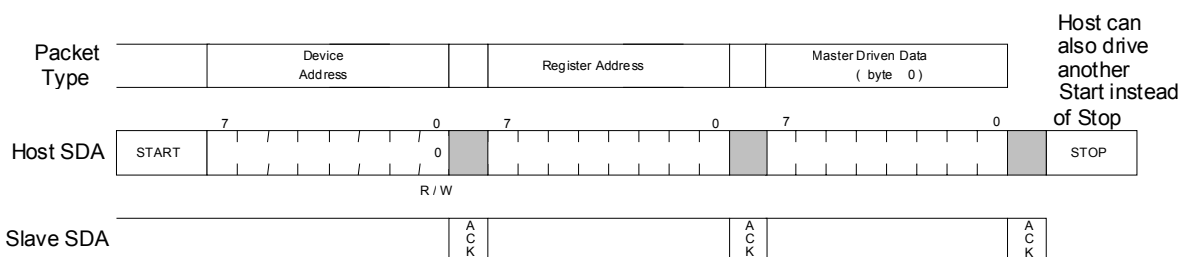 Host can
also drive
another
Start instead
of Stop
Packet
Type
Device
Address
Register Address
Master Driven Data
( byte 0 )
7 0 7 0 7 0
Host SDA
START
0
STOP
R / W
Slave SDA
A
C
K
A
C
K
A
C
K